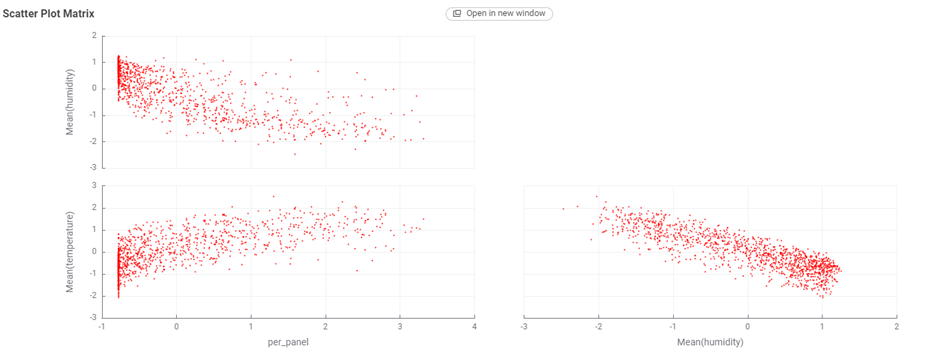 Scatter Plot Matrix
Open in new window
2
1
0
-1
-2
-3
Mean(humidity)
3
2
1
0
-1
-2
-3
Mean(temperature)
-1 0 1 2 3 4
per_panel
-3 -2 -1 0 1 2
Mean(humidity)